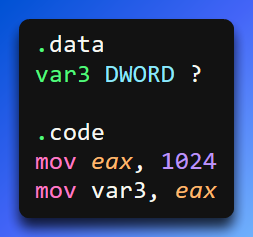 .data
var3 DWORD ?
.code
mov eax, 1024
mov var3, eax